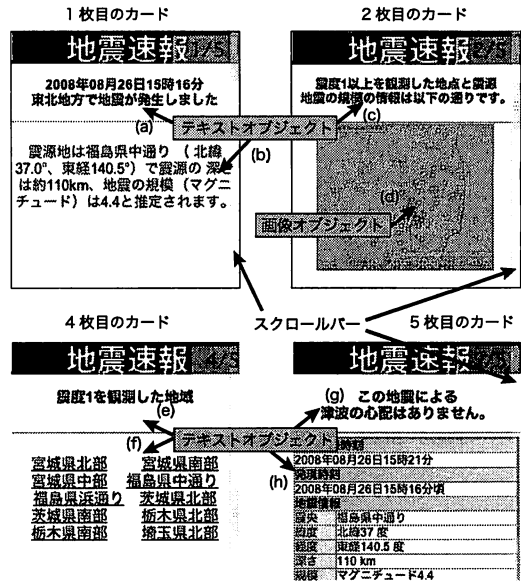 1枚目のカード
地震速報 1/5
2008年08月26日15時16分
東北地方で地震が発生しました
(a)
テキストオブジェクト
(b)
震源地は福島県中通り（北緯
37.0°、東経140.5°）で震源の 深さ
は約110km、地震の規模（マグニ
チュード）は4.4と推定されます。
2枚目のカード
地震速報 2/5
震度1以上を観測した地点と震源
地震の規模の情報は以下の通りです。
(c)
(d)
画像オブジェクト
スクロールバー
4枚目のカード
地震速報 4/5
震度1を観測した地域
(e)
(f)
テキストオブジェクト
宮城県北部 宮城県南部
宮城県中部 福島県中通り
福島県浜通り 茨城県北部
茨城県南部 栃木県北部
栃木県南部 埼玉県北部
5枚目のカード
地震速報
(g) この地震による
津波の心配はありません。
(h)
時刻
2008年08月26日15時21分
発現時刻
2008年08月26日15時16分頃
地震情報
震央 福島県中通り
緯度 北緯37 度
経度 東経140.5 度
深さ 110 km
規模 マグニチュード4.4